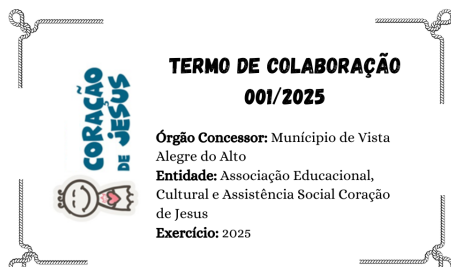 CORAÇÃO
DE JESUS
TERMO DE COLABORAÇÃO
001/2025
Órgão Concessor: Munícipio de Vista
Alegre do Alto
Entidade: Associação Educacional,
Cultural e Assistência Social Coração
de Jesus
Exercício: 2025